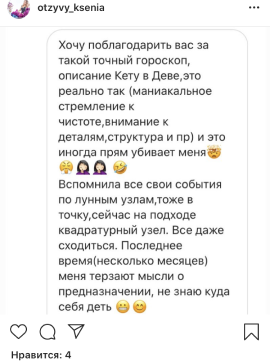 otzyvy_ksenia
Хочу поблагодарить вас за
такой точный гороскоп,
описание Кету в Деве,это
реально так (маниакальное
стремление к
чистоте,внимание к
деталям,структура и пр) и это
иногда прям убивает меня🤯
😤🤦🏻‍♀️🤦🏻‍♀️🤣
Вспомнила все свои события
по лунным узлам,тоже в
точку,сейчас на подходе
квадратурный узел. Все даже
сходиться. Последнее
время(несколько месяцев)
меня терзают мысли о
предназначении, не знаю куда
себя деть 😬😊
Нравится: 4